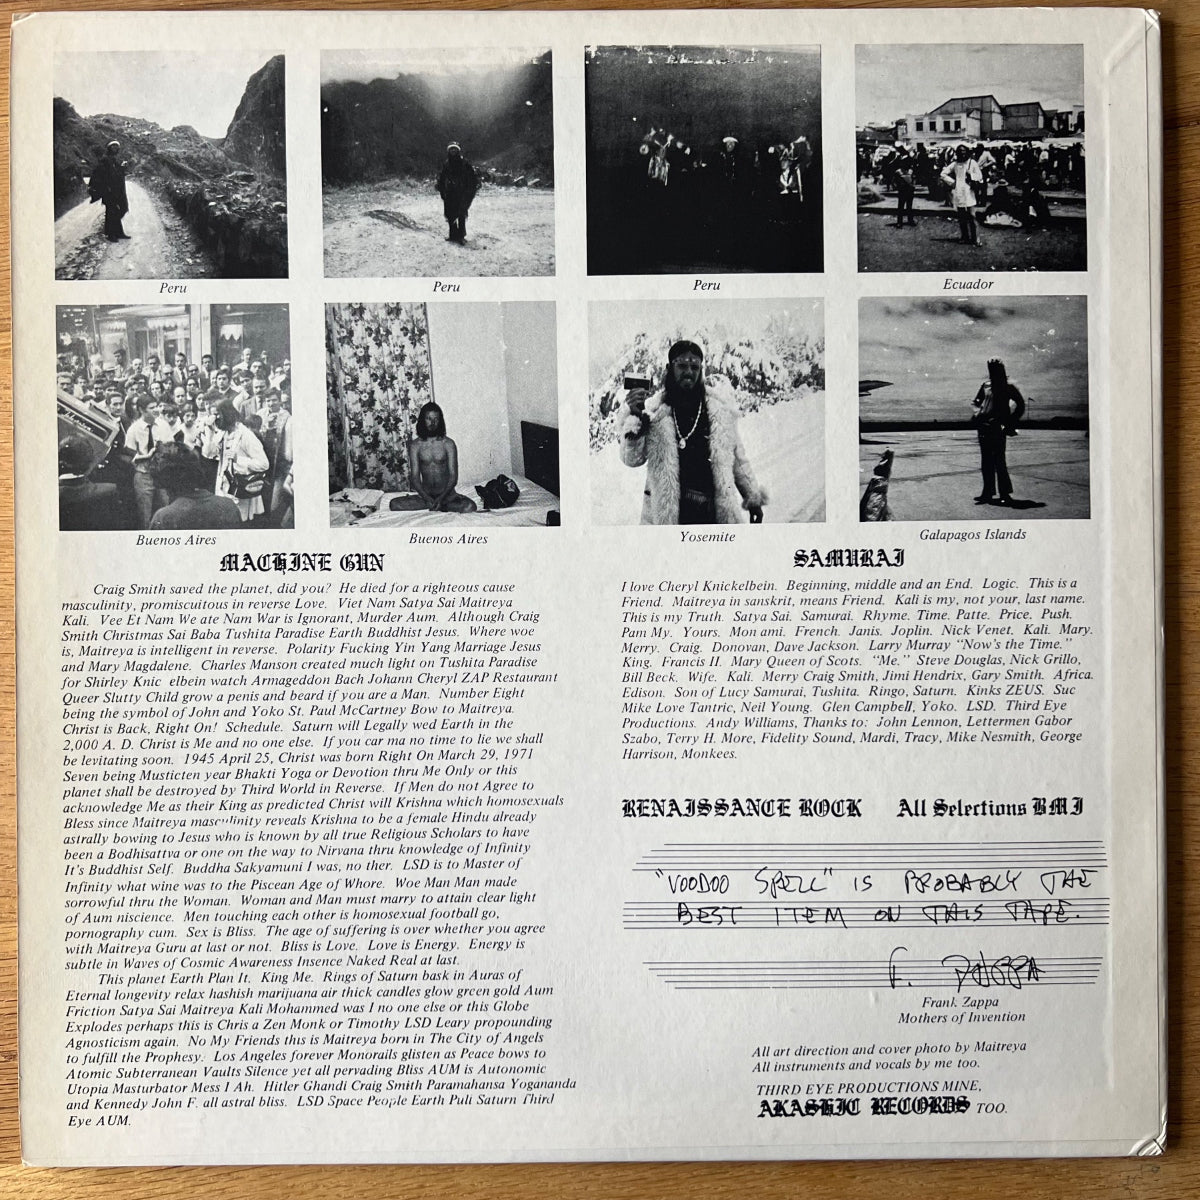 Peru
Peru
Peru
Ecuador
Buenos Aires
Buenos Aires
Yosemite
Galapagos Islands
MACHINE GUN
Craig Smith saved the planet, did you? He died for a righteous cause
masculinity, promiscuitous in reverse Love. Viet Nam Satya Sai Maitreya
Kali. Vee Et Nam We ate Nam War is Ignorant, Murder Aum. Although Craig
Smith Christmas Sai Baba Tushita Paradise Earth Buddhist Jesus. Where woe
is, Maitreya is intelligent in reverse. Polarity Fucking Yin Yang Marriage Jesus
and Mary Magdalene. Charles Manson created much light on Tushita Paradise
for Shirley Knic elbein watch Armageddon Bach Johann Cheryl ZAP Restaurant
Queer Slutty Child grow a penis and beard if you are a Man. Number Eight
being the symbol of John and Yoko St. Paul McCartney Bow to Maitreya.
Christ is Back, Right On! Schedule. Saturn will Legally wed Earth in the
2,000 A. D. Christ is Me and no one else. If you car ma no time to lie we shall
be levitating soon. 1945 April 25, Christ was born Right On March 29, 1971
Seven being Musticten year Bhakti Yoga or Devotion thru Me Only or this
planet shall be destroyed by Third World in Reverse. If Men do not Agree to
acknowledge Me as their King as predicted Christ will Krishna which homosexuals
Bless since Maitreya masculinity reveals Krishna to be a female Hindu already
astrally bowing to Jesus who is known by all true Religious Scholars to have
been a Bodhisattva or one on the way to Nirvana thru knowledge of Infinity
It's Buddhist Self. Buddha Sakyamuni I was, no ther. LSD is to Master of
Infinity what wine was to the Piscean Age of Whore. Woe Man Man made
sorrowful thru the Woman. Woman and Man must marry to attain clear light
of Aum niscience. Men touching each other is homosexual football go,
pornography cum. Sex is Bliss. The age of suffering is over whether you agree
with Maitreya Guru at last or not. Bliss is Love. Love is Energy. Energy is
subtle in Waves of Cosmic Awareness Insence Naked Real at last.
This planet Earth Plan It. King Me. Rings of Saturn bask in Auras of
Eternal longevity relax hashish marijuana air thick candles glow green gold Aum
Friction Satya Sai Maitreya Kali Mohammed was I no one else or this Globe
Explodes perhaps this is Chris a Zen Monk or Timothy LSD Leary propounding
Agnosticism again. No My Friends this is Maitreya born in The City of Angels
to fulfill the Prophesy. Los Angeles forever Monorails glisten as Peace bows to
Atomic Subterranean Vaults Silence yet all pervading Bliss AUM is Autonomic
Utopia Masturbator Mess I Ah. Hitler Ghandi Craig Smith Paramahansa Yogananda
and Kennedy John F. all astral bliss. LSD Space People Earth Puli Saturn Third
Eye AUM.
SAMURAI
I love Cheryl Knickelbein. Beginning, middle and an End. Logic. This is a
Friend. Maitreya in sanskrit, means Friend. Kali is my, not your, last name.
This is my Truth. Satya Sai. Samurai. Rhyme. Time. Patte. Price. Push.
Pam My. Yours. Mon ami. French. Janis. Joplin. Nick Venet. Kali. Mary.
Merry. Craig. Donovan, Dave Jackson. Larry Murray "Now's the Time."
King. Francis II. Mary Queen of Scots. "Me." Steve Douglas, Nick Grillo,
Bill Beck. Wife. Kali. Merry Craig Smith, Jimi Hendrix, Gary Smith. Africa.
Edison. Son of Lucy Samurai, Tushita. Ringo, Saturn. Kinks ZEUS. Suc
Mike Love Tantric, Neil Young. Glen Campbell, Yoko. LSD. Third Eye
Productions. Andy Williams, Thanks to: John Lennon, Lettermen Gabor
Szabo, Terry H. More, Fidelity Sound, Mardi, Tracy, Mike Nesmith, George
Harrison, Monkees.
RENAISSANCE ROCK All Selections BMI
"VOODOO SPELL" IS PROBABLY THE
BEST ITEM ON THIS TAPE.
F. ZAPPA
Frank Zappa
Mothers of Invention
All art direction and cover photo by Maitreya
All instruments and vocals by me too.
THIRD EYE PRODUCTIONS MINE,
AKASHIC RECORDS TOO.